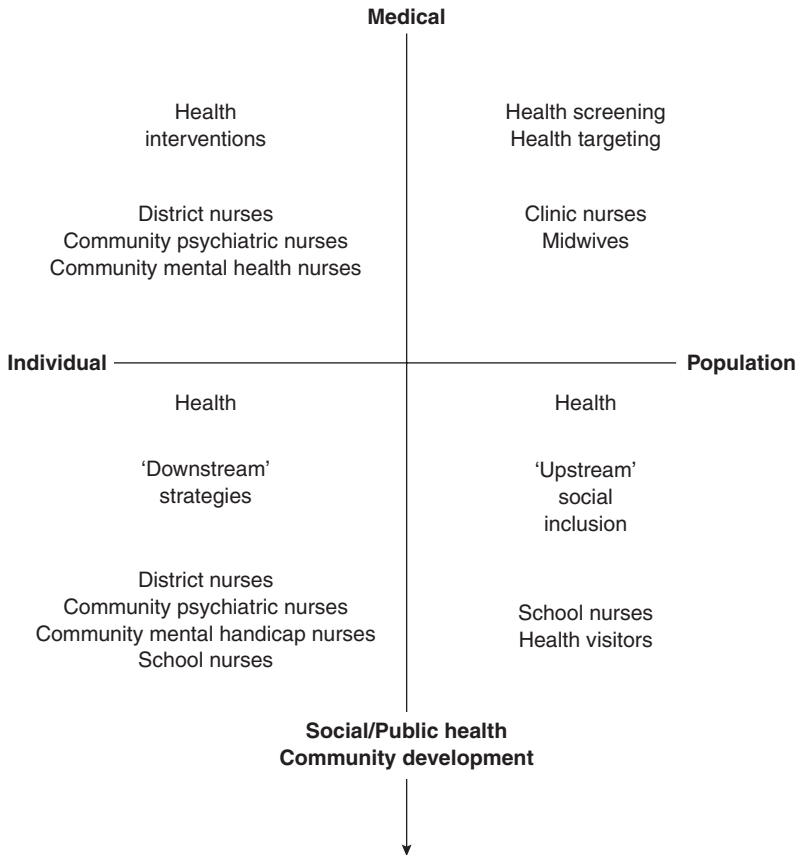 Medical
Health
interventions
Health screening
Health targeting
District nurses
Community psychiatric nurses
Community mental health nurses
Clinic nurses
Midwives
Individual
Population
Health
‘Downstream’
strategies
District nurses
Community psychiatric nurses
Community mental handicap nurses
School nurses
Health
‘Upstream’
social
inclusion
School nurses
Health visitors
Social/Public health
Community development